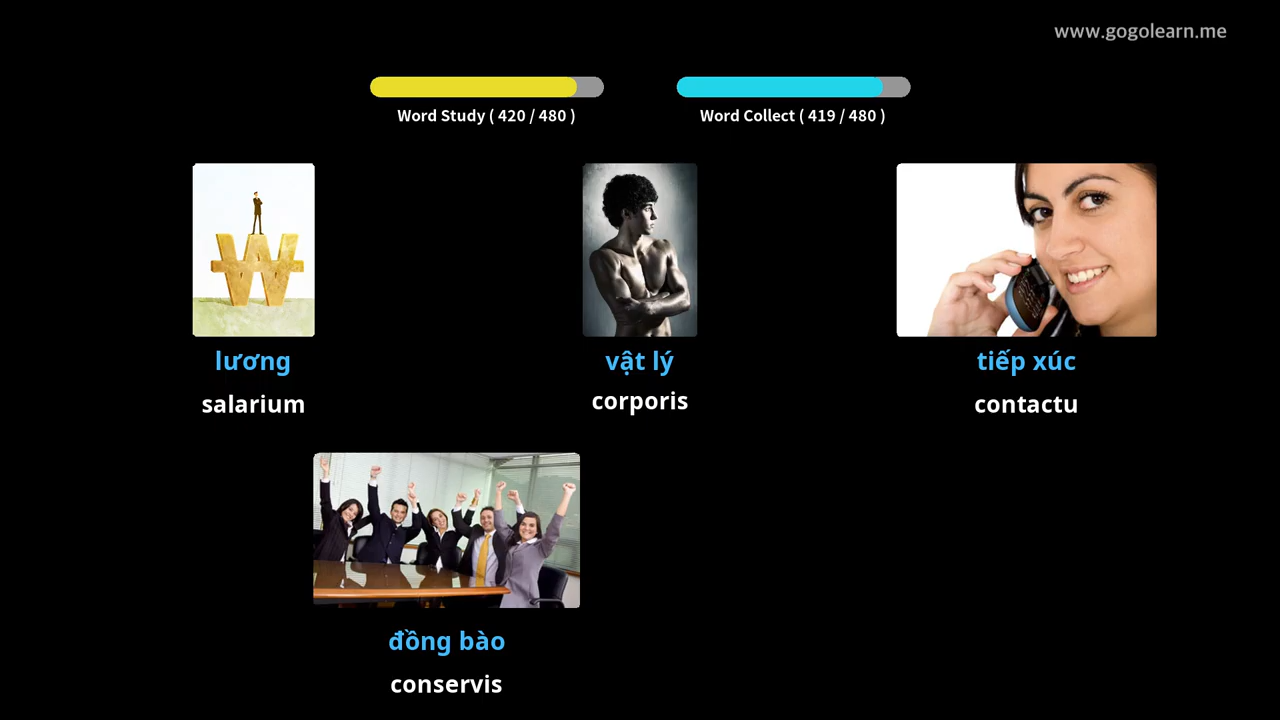 www.gogolearn.me
Word Study ( 420 / 480 )
Word Collect ( 419 / 480 )
lương
salarium
vật lý
corporis
tiếp xúc
contactu
đồng bào
conservis